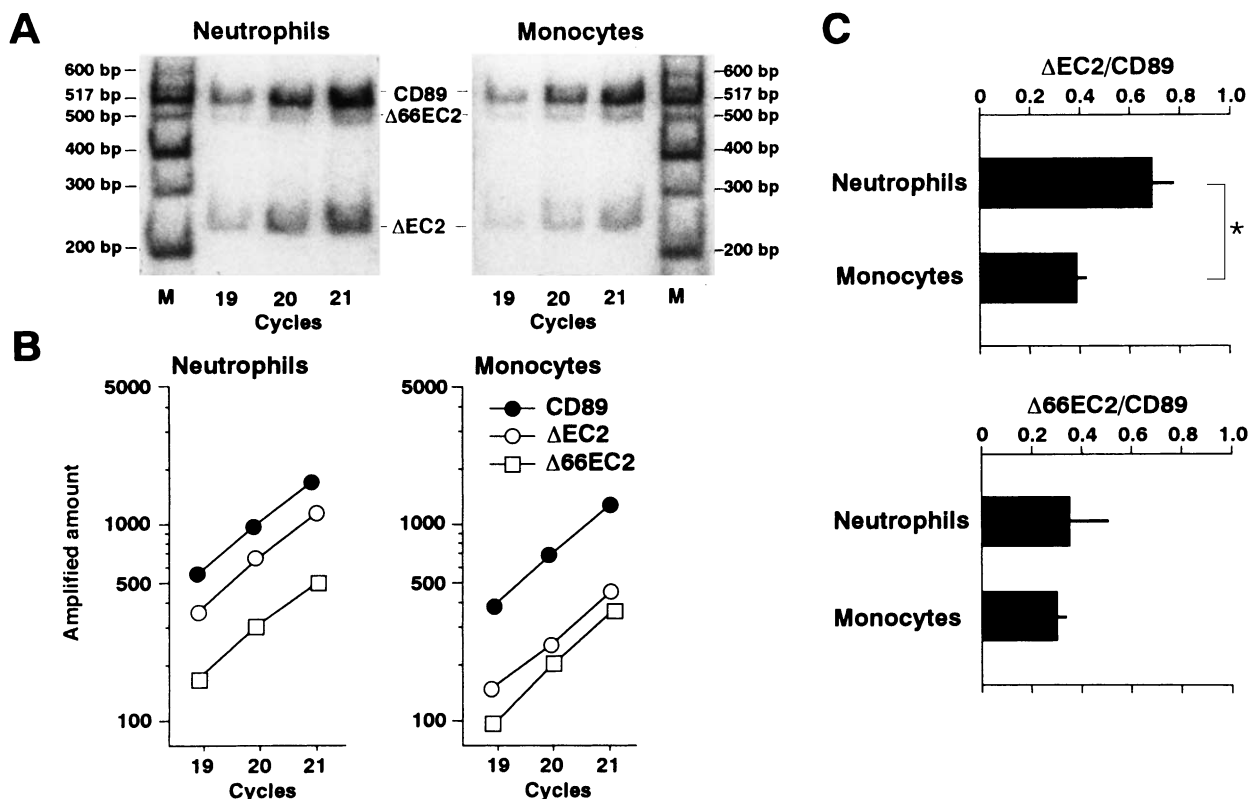 A
Neutrophils
Monocytes
600 bp
517 bp
500 bp
400 bp
300 bp
200 bp
CD89
Δ66EC2
ΔEC2
600 bp
517 bp
500 bp
400 bp
300 bp
200 bp
M 19 20 21
Cycles
19 20 21 M
Cycles
B
Neutrophils
Amplified amount
5000
1000
500
100
19 20 21
Cycles
Monocytes
CD89
ΔEC2
Δ66EC2
5000
1000
500
100
19 20 21
Cycles
C
ΔEC2/CD89
0 0.2 0.4 0.6 0.8 1.0
Neutrophils
Monocytes
*
Δ66EC2/CD89
0 0.2 0.4 0.6 0.8 1.0
Neutrophils
Monocytes